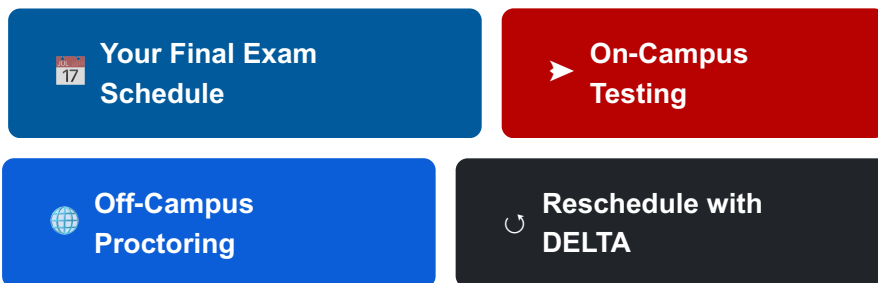 Your Final Exam
Schedule
On-Campus
Testing
Off-Campus
Proctoring
Reschedule with
DELTA